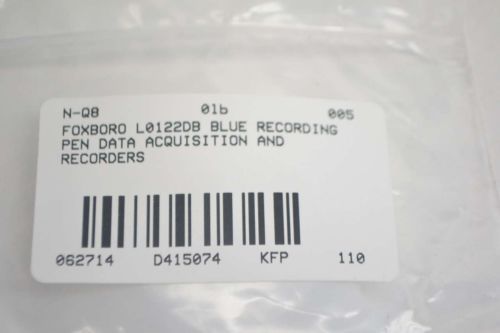 N-Q8 01b 005
FOXBORO L0122DB BLUE RECORDING
PEN DATA ACQUISITION AND
RECORDERS
062714 D415074 KFP 110